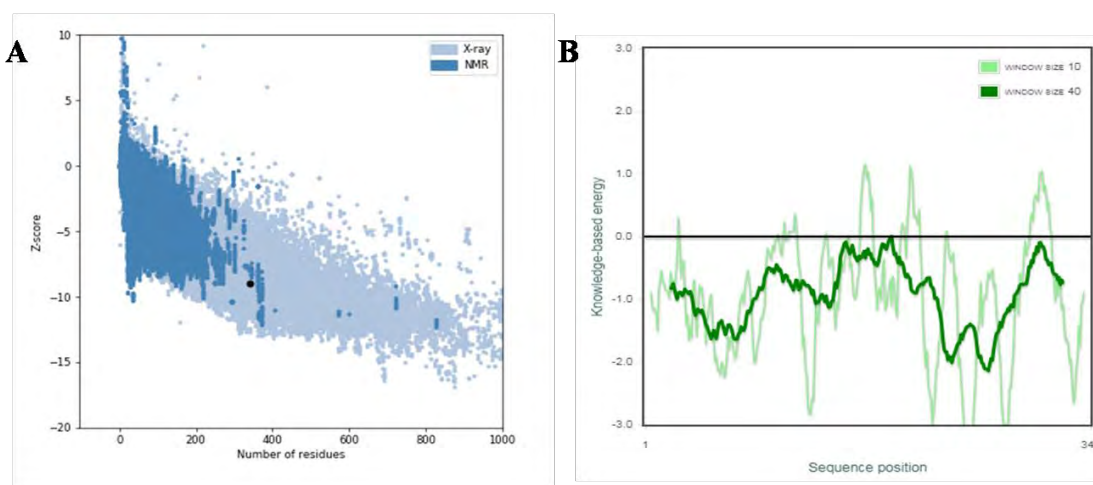 A
10
5
0
−5
−10
−15
−20
Z-score
0
200
400
600
800
1000
Number of residues
X-ray
NMR
B
3.0
2.0
1.0
0.0
-1.0
-2.0
-3.0
Knowledge-based energy
WINDOW SIZE 10
WINDOW SIZE 40
1
34
Sequence position